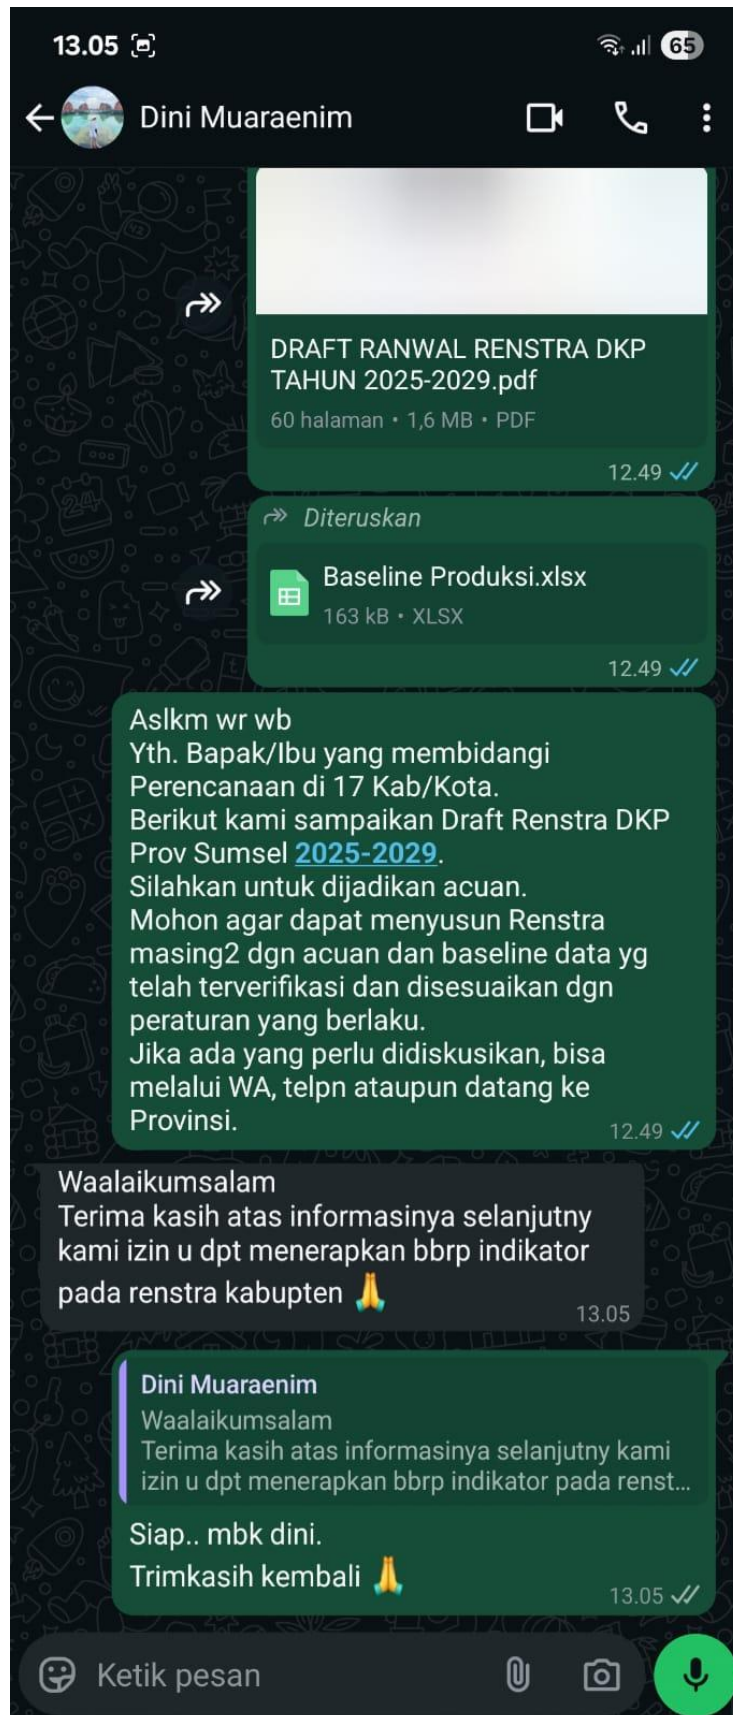 13.05
65
Dini Muaraenim
DRAFT RANWAL RENSTRA DKP
TAHUN 2025-2029.pdf
60 halaman • 1,6 MB • PDF
12.49
Diteruskan
Baseline Produksi.xlsx
163 kB • XLSX
12.49
Aslkm wr wb
Yth. Bapak/Ibu yang membidangi
Perencanaan di 17 Kab/Kota.
Berikut kami sampaikan Draft Renstra DKP
Prov Sumsel 2025-2029.
Silahkan untuk dijadikan acuan.
Mohon agar dapat menyusun Renstra
masing2 dgn acuan dan baseline data yg
telah terverifikasi dan disesuaikan dgn
peraturan yang berlaku.
Jika ada yang perlu didiskusikan, bisa
melalui WA, telpn ataupun datang ke
Provinsi.
12.49
Waalaikumsalam
Terima kasih atas informasinya selanjutny
kami izin u dpt menerapkan bbrp indikator
pada renstra kabupten 🙏
13.05
Dini Muaraenim
Waalaikumsalam
Terima kasih atas informasinya selanjutny kami
izin u dpt menerapkan bbrp indikator pada renst...
Siap.. mbk dini.
Trimkasih kembali 🙏
13.05
Ketik pesan